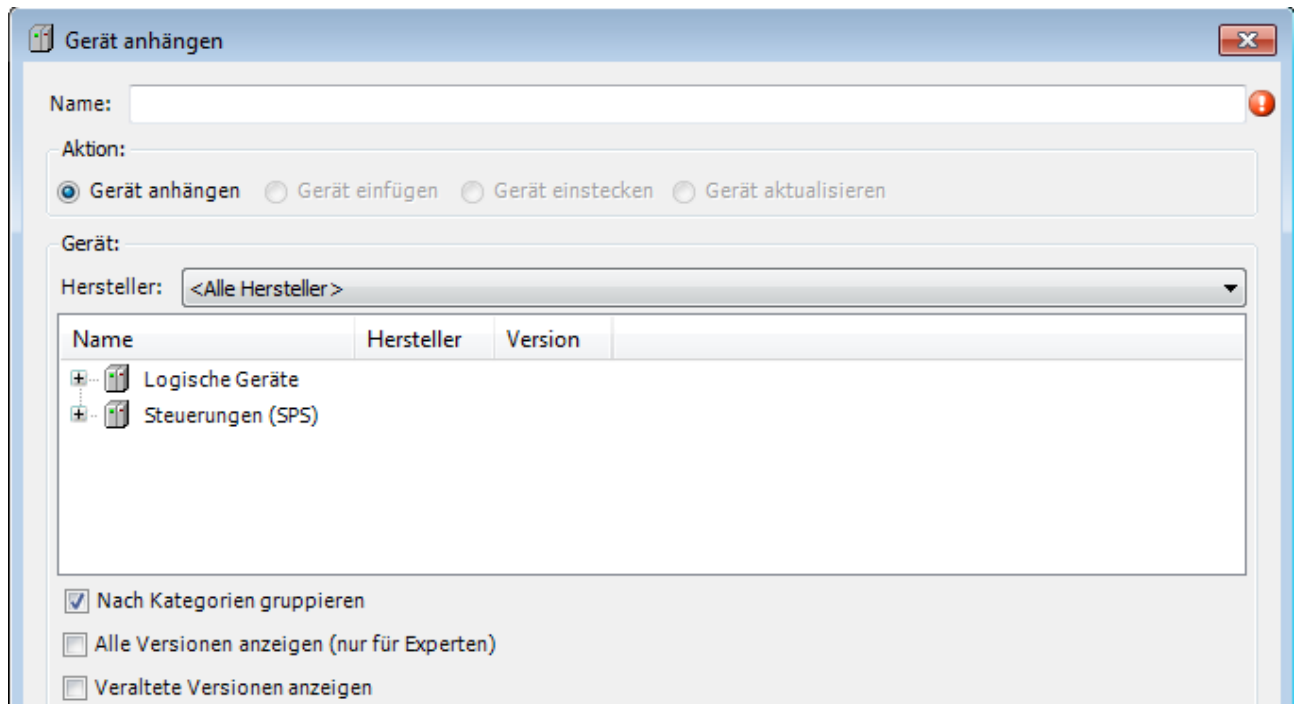 Gerät anhängen
Name:
Aktion:
Gerät anhängen Gerät einfügen Gerät einstecken Gerät aktualisieren
Gerät:
Hersteller: <Alle Hersteller>
Name Hersteller Version
Logische Geräte
Steuerungen (SPS)
Nach Kategorien gruppieren
Alle Versionen anzeigen (nur für Experten)
Veraltete Versionen anzeigen